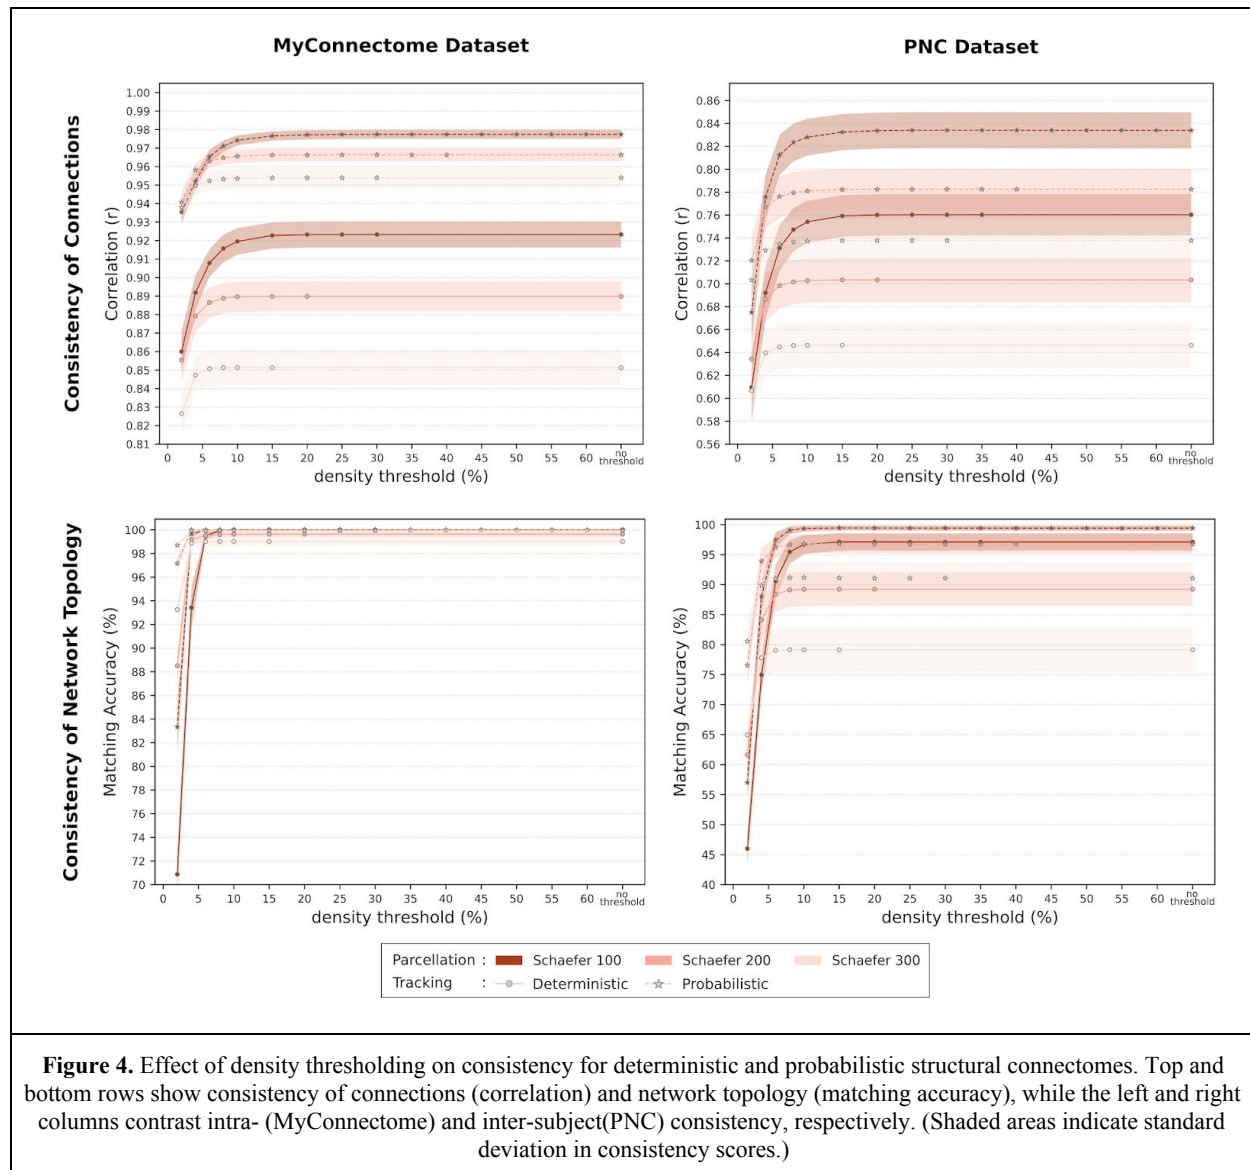 MyConnectome Dataset
PNC Dataset
Consistency of Connections
Correlation (r)
1.00
0.99
0.98
0.97
0.96
0.95
0.94
0.93
0.92
0.91
0.90
0.89
0.88
0.87
0.86
0.85
0.84
0.83
0.82
0.81
0 5 10 15 20 25 30 35 40 45 50 55 60 no threshold
density threshold (%)
Correlation (r)
0.86
0.84
0.82
0.80
0.78
0.76
0.74
0.72
0.70
0.68
0.66
0.64
0.62
0.60
0.58
0.56
0 5 10 15 20 25 30 35 40 45 50 55 60 no threshold
density threshold (%)
Consistency of Network Topology
Matching Accuracy (%)
100
98
96
94
92
90
88
86
84
82
80
78
76
74
72
70
0 5 10 15 20 25 30 35 40 45 50 55 60 no threshold
density threshold (%)
Matching Accuracy (%)
100
95
90
85
80
75
70
65
60
55
50
45
40
0 5 10 15 20 25 30 35 40 45 50 55 60 no threshold
density threshold (%)
Parcellation : Schaefer 100 Schaefer 200 Schaefer 300
Tracking : Deterministic Probabilistic
Figure 4. Effect of density thresholding on consistency for deterministic and probabilistic structural connectomes. Top and
bottom rows show consistency of connections (correlation) and network topology (matching accuracy), while the left and right
columns contrast intra- (MyConnectome) and inter-subject(PNC) consistency, respectively. (Shaded areas indicate standard
deviation in consistency scores.)